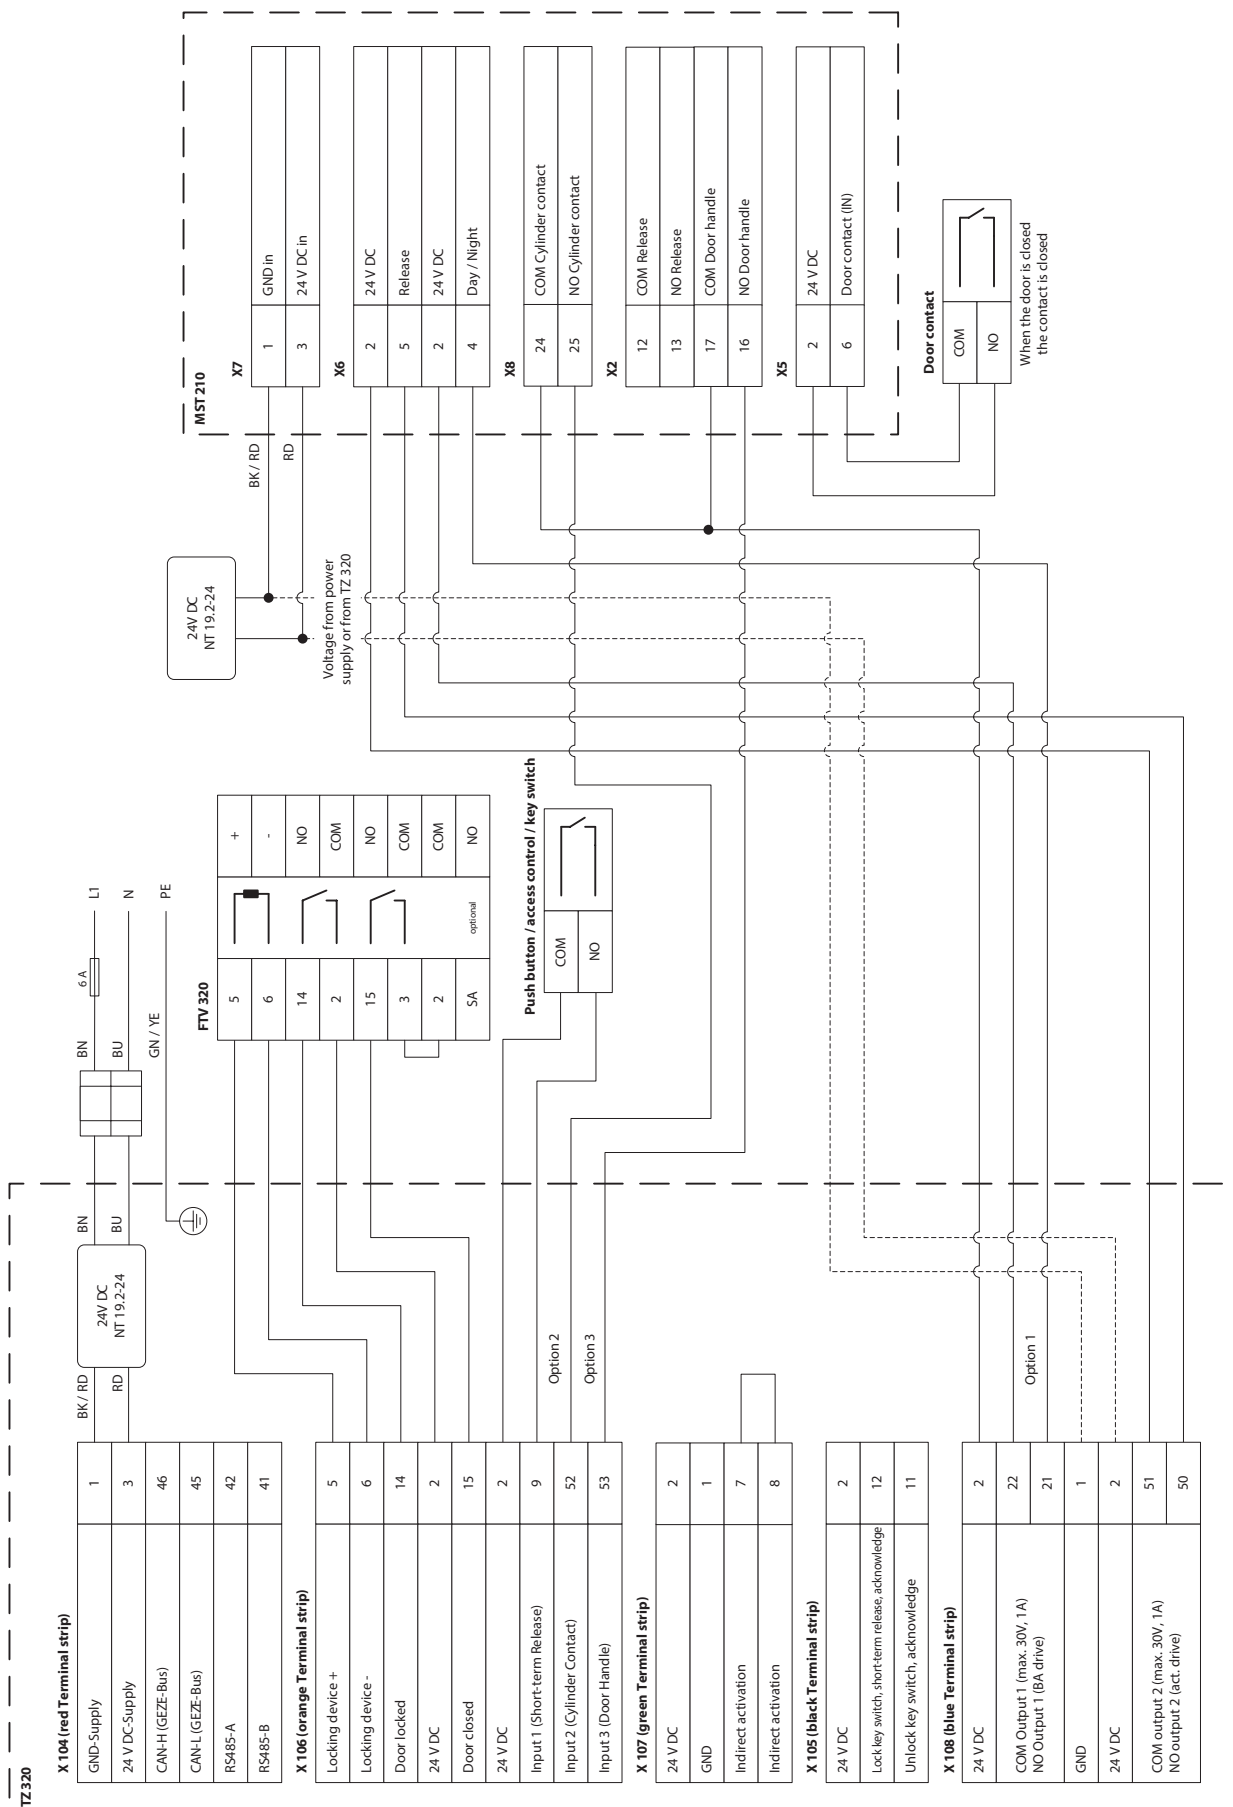 TZ320
X 104 (red Terminal strip)
GND-Supply
1
24 V DC-Supply
3
CAN-H (GEZE-Bus)
46
CAN-L (GEZE-Bus)
45
RS485-A
42
RS485-B
41
BK / RD
RD
24V DC
NT 19.2-24
BN
BU
BN
BU
GN / YE
6 A
L1
N
PE
X 106 (orange Terminal strip)
Locking device +
5
Locking device -
6
Door locked
14
24 V DC
2
Door closed
15
24 V DC
2
Input 1 (Short-term Release)
9
Input 2 (Cylinder Contact)
52
Input 3 (Door Handle)
53
Option 2
Option 3
FTV 320
5
+
6
-
14
NO
2
COM
15
NO
3
COM
2
COM
SA
optional
NO
Push button / access control / key switch
COM
NO
X 107 (green Terminal strip)
24 V DC
2
GND
1
Indirect activation
7
Indirect activation
8
X 105 (black Terminal strip)
24 V DC
2
Lock key switch, short-term release, acknowledge
12
Unlock key switch, acknowledge
11
X 108 (blue Terminal strip)
24 V DC
2
COM Output 1 (max. 30V, 1A)
NO Output 1 (BA drive)
22
21
GND
1
24 V DC
2
COM output 2 (max. 30V, 1A)
NO output 2 (act. drive)
51
50
Option 1
24V DC
NT 19.2-24
Voltage from power
supply or from TZ 320
BK / RD
RD
MST 210
X7
1
GND in
3
24 V DC in
X6
2
24 V DC
5
Release
2
24 V DC
4
Day / Night
X8
24
COM Cylinder contact
25
NO Cylinder contact
X2
12
COM Release
13
NO Release
17
COM Door handle
16
NO Door handle
X5
2
24 V DC
6
Door contact (IN)
Door contact
COM
NO
When the door is closed
the contact is closed